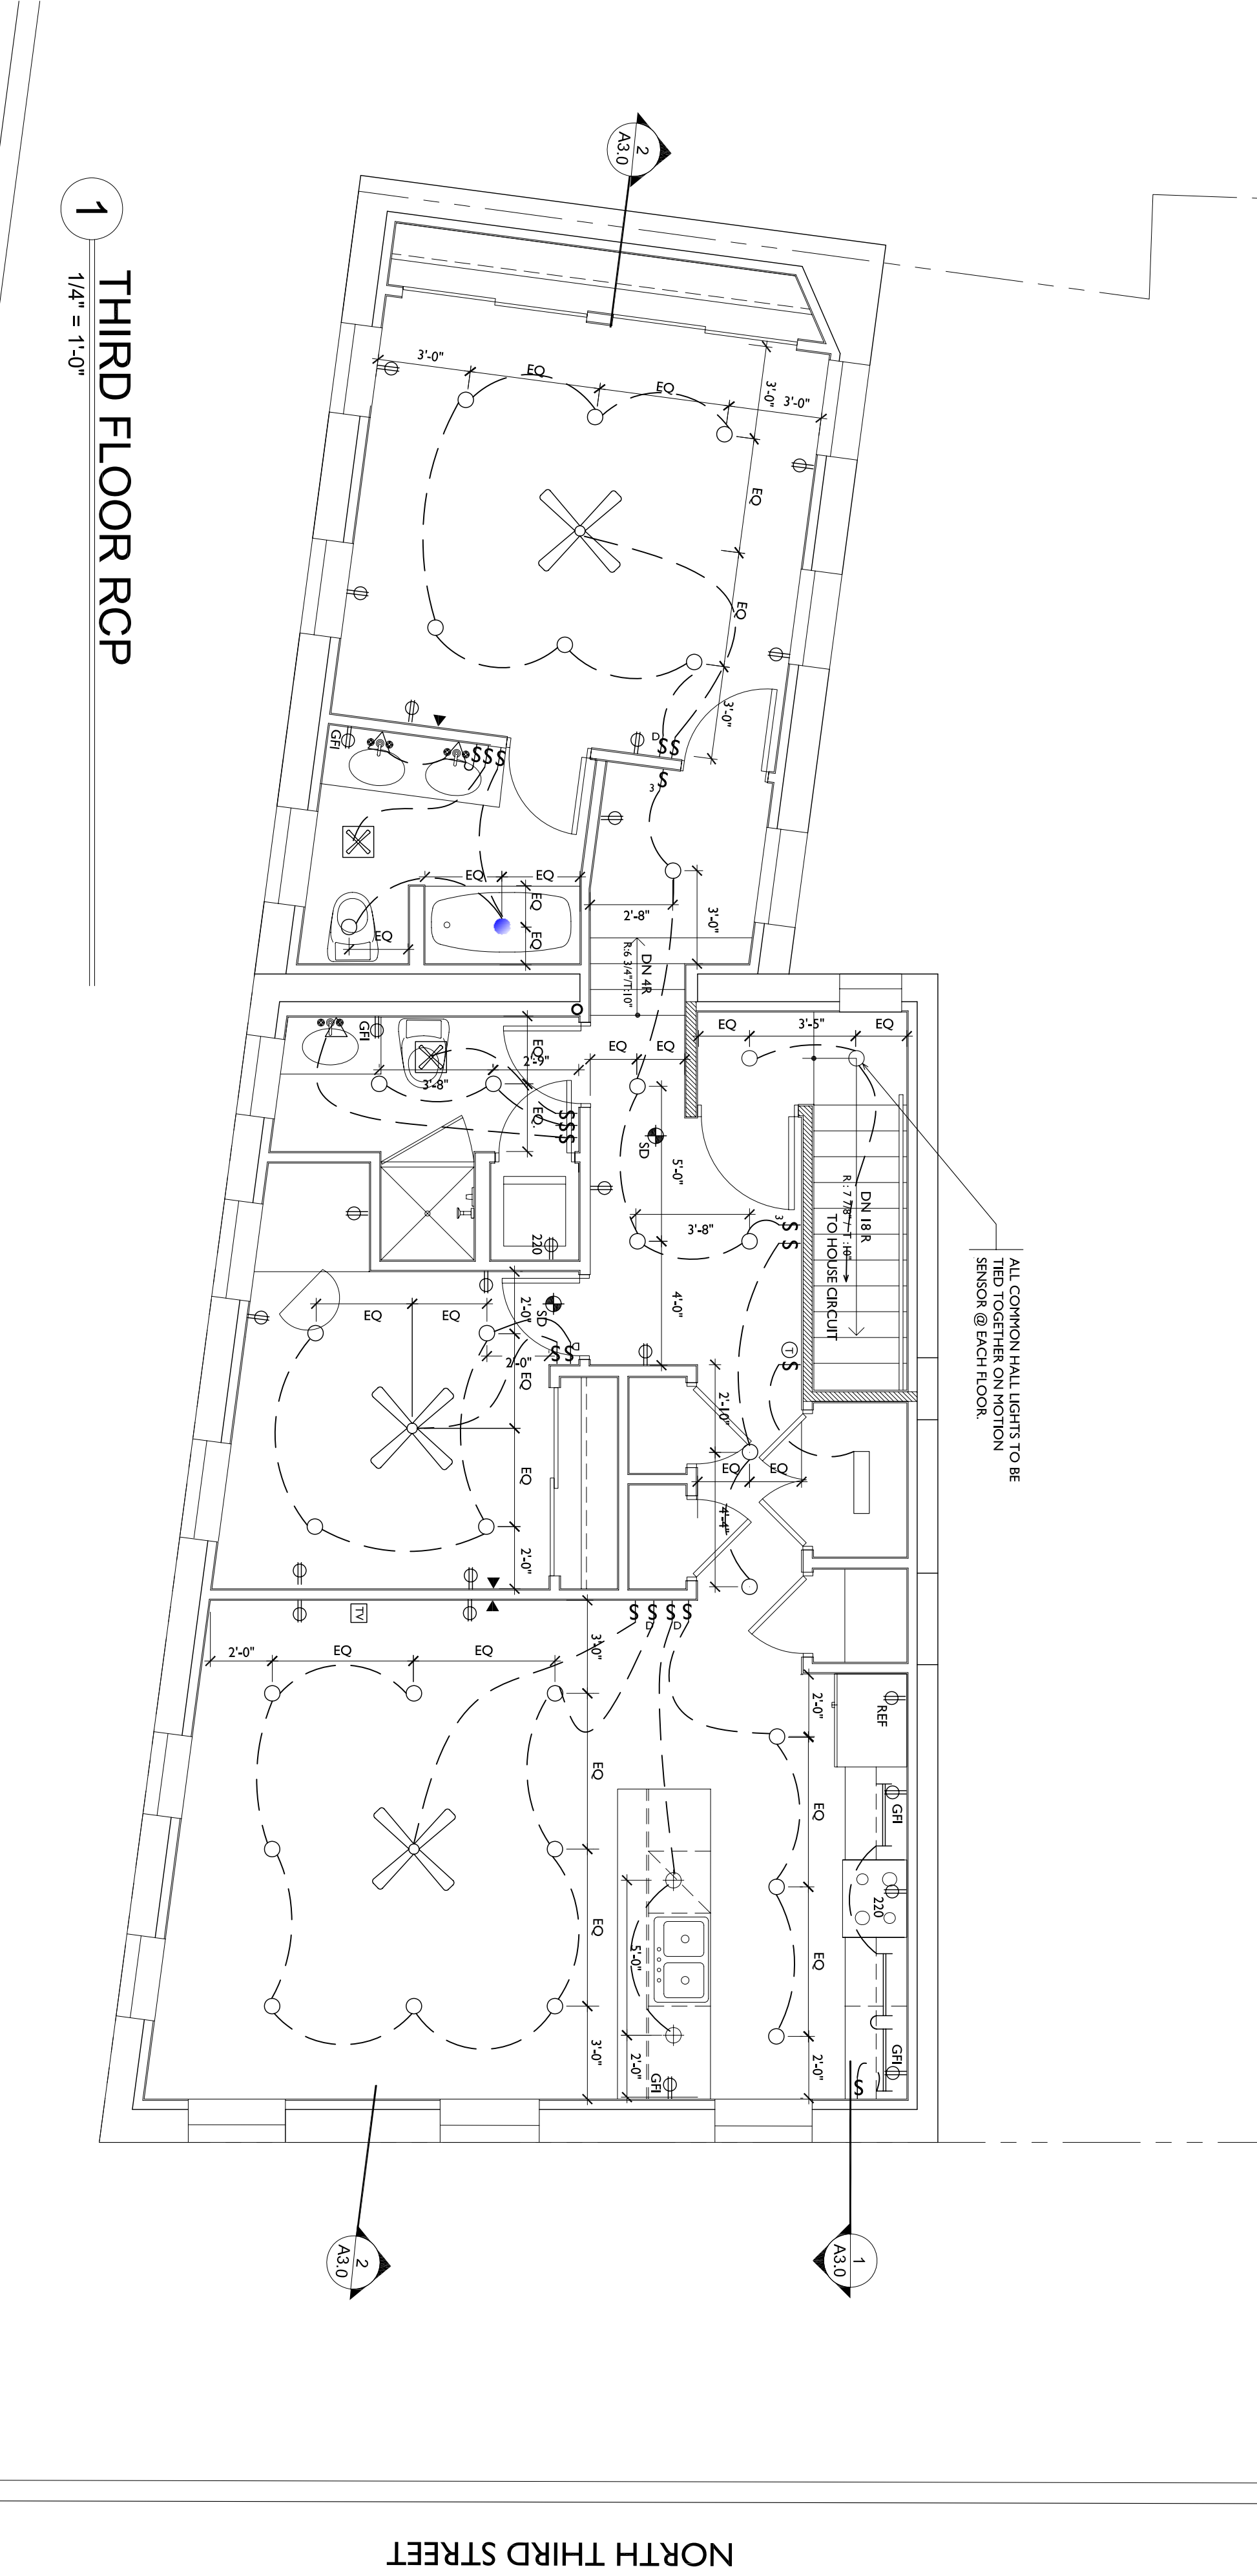 2
A3.0
1
THIRD FLOOR RCP
1/4" = 1'-0"
3'-0"
EQ
EQ
3'-0"
3'-0"
EQ
EQ
3'-0"
D
S S
S
3
GFI
S S S
EQ
EQ
EQ
EQ
EQ
2'-8"
3'-0"
DN 4R
R:6 3/4"/T:10"
GFI
EQ
2'-9"
3'-8"
EQ.
S
S
S
EQ
EQ
EQ
3'-5"
EQ
SD
5'-0"
3'-8"
3
S
S
DN 18 R
R : 7 7/8" / T :10"
TO HOUSE CIRCUIT
ALL COMMON HALL LIGHTS TO BE
TIED TOGETHER ON MOTION
SENSOR @ EACH FLOOR.
220
4'-0"
SD
2'-0"
EQ
EQ
D
S S
2'-0"
EQ
T
S
2'-10"
EQ
EQ
EQ
4'-4"
2'-0"
S S S S
D
D
TV
2'-0"
EQ
EQ
3'-0"
2'-0"
REF
EQ
EQ
GFI
220
EQ
5'-0"
EQ
3'-0"
2'-0"
GFI
2'-0"
GFI
S
2
A3.0
1
A3.0
NORTH THIRD STREET